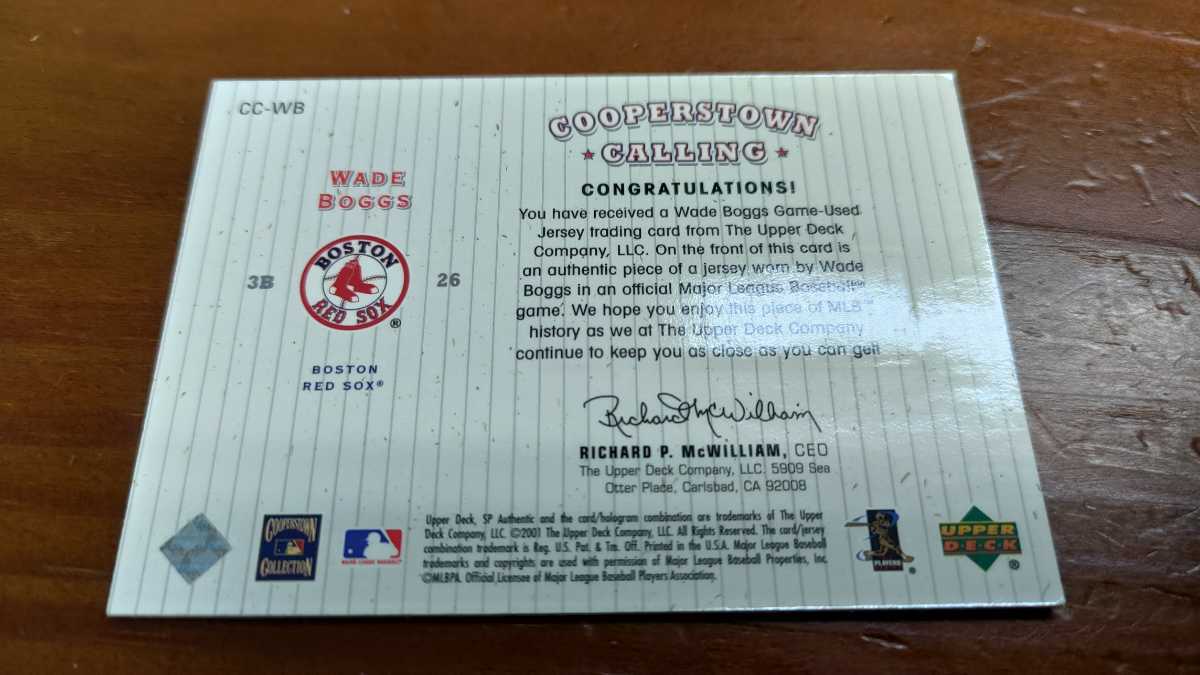 CC-WB
WADE
BOGGS
3B
BOSTON
RED SOX
®
26
BOSTON
RED SOX®
COOPERSTOWN
CALLING
CONGRATULATIONS!
You have received a Wade Boggs Game-Used
Jersey trading card from The Upper Deck
Company, LLC. On the front of this card is
an authentic piece of a jersey worn by Wade
Boggs in an official Major League Baseball™
game. We hope you enjoy this piece of MLB™
history as we at The Upper Deck Company
continue to keep you as close as you can get!
Richard McWilliam
RICHARD P. McWILLIAM, CEO
The Upper Deck Company, LLC. 5909 Sea
Otter Place, Carlsbad, CA 92008
COOPERSTOWN
COLLECTION
MAJOR LEAGUE BASEBALL
Upper Deck, SP Authentic and the card/hologram combination are trademarks of The Upper
Deck Company, LLC. ©2001 The Upper Deck Company, LLC. All Rights Reserved. The card/jersey
combination trademark is Reg. U.S. Pat. & Tm. Off. Printed in the U.S.A. Major League Baseball
trademarks and copyrights are used with permission of Major League Baseball Properties, Inc.
©MLBPA. Official Licensee of Major League Baseball Players Association.
PLAYERS
®
UPPER
DECK
®